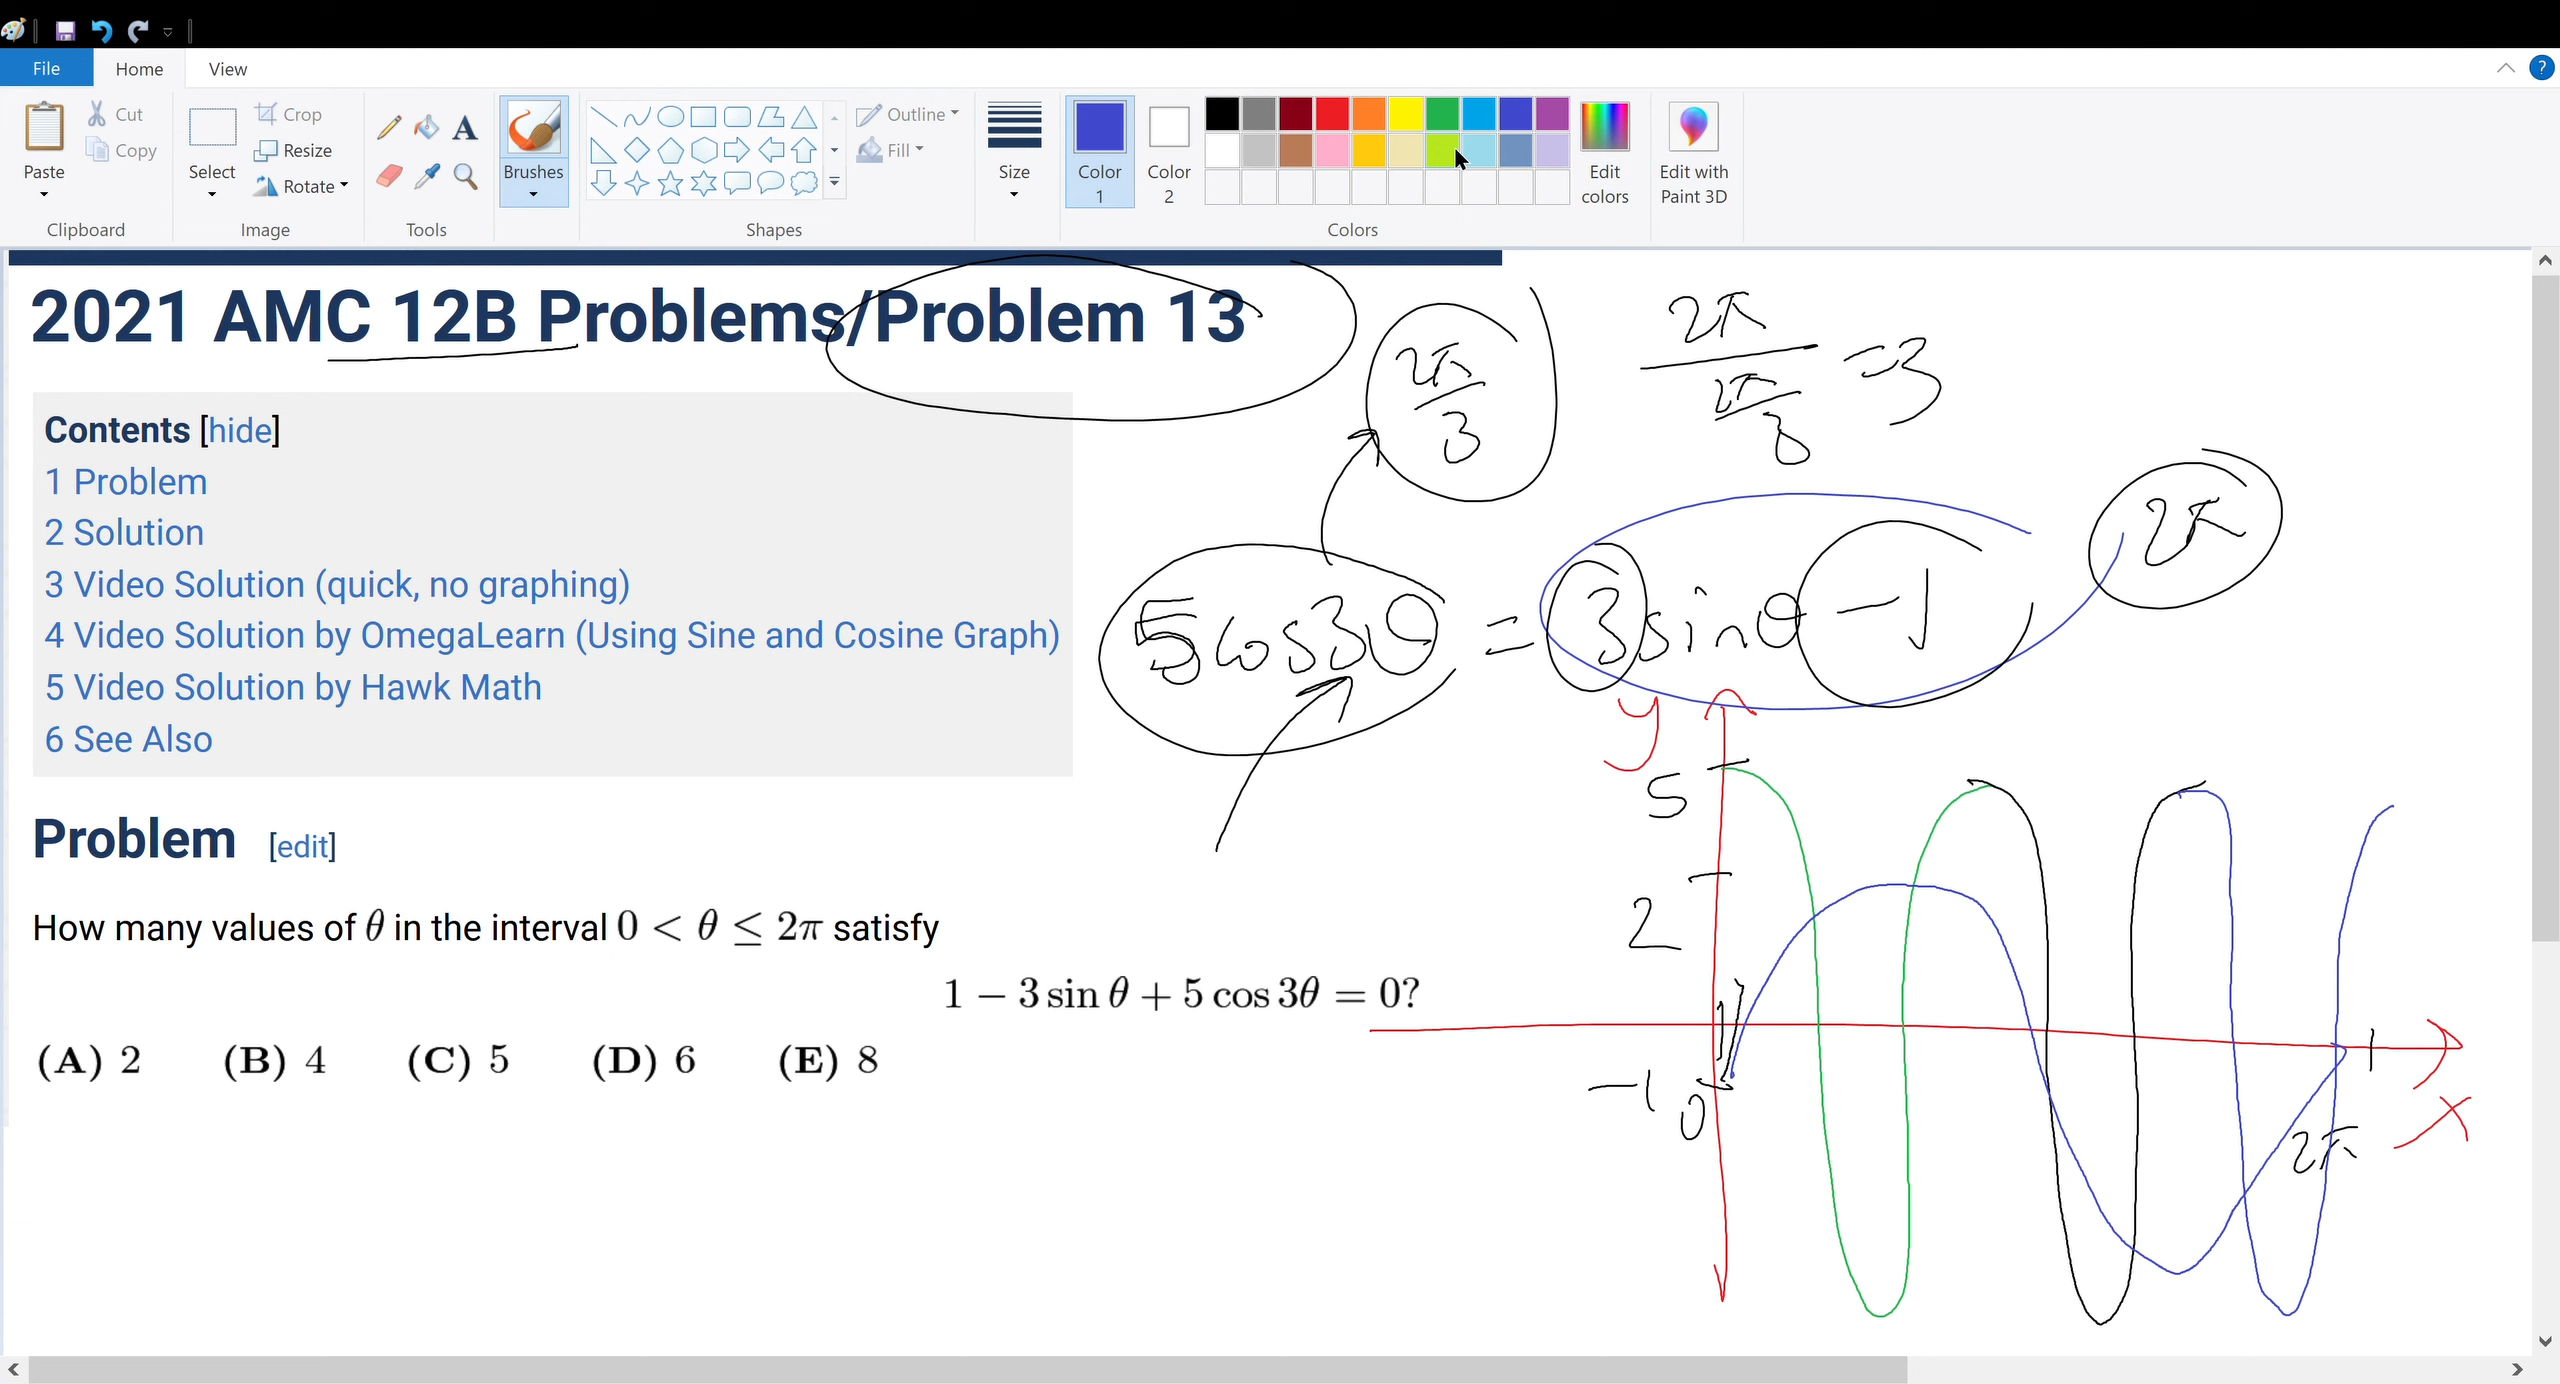 File Home View
Paste Cut Copy Clipboard
Select Crop Resize Rotate Image
A Tools
Brushes
Outline Fill Shapes
Size
Color 1
Color 2
Edit colors
Colors
Edit with Paint 3D
?
2021 AMC 12B Problems/Problem 13
Contents [hide]
1 Problem
2 Solution
3 Video Solution (quick, no graphing)
4 Video Solution by OmegaLearn (Using Sine and Cosine Graph)
5 Video Solution by Hawk Math
6 See Also
Problem [edit]
How many values of θ in the interval 0 < θ ≤ 2π satisfy
1 − 3 sin θ + 5 cos 3θ = 0?
(A) 2 (B) 4 (C) 5 (D) 6 (E) 8
2π/3
2π/(2π/3) =3
2π
5cos3θ = 3sinθ −1
y
5
2
−1
0
2π
x